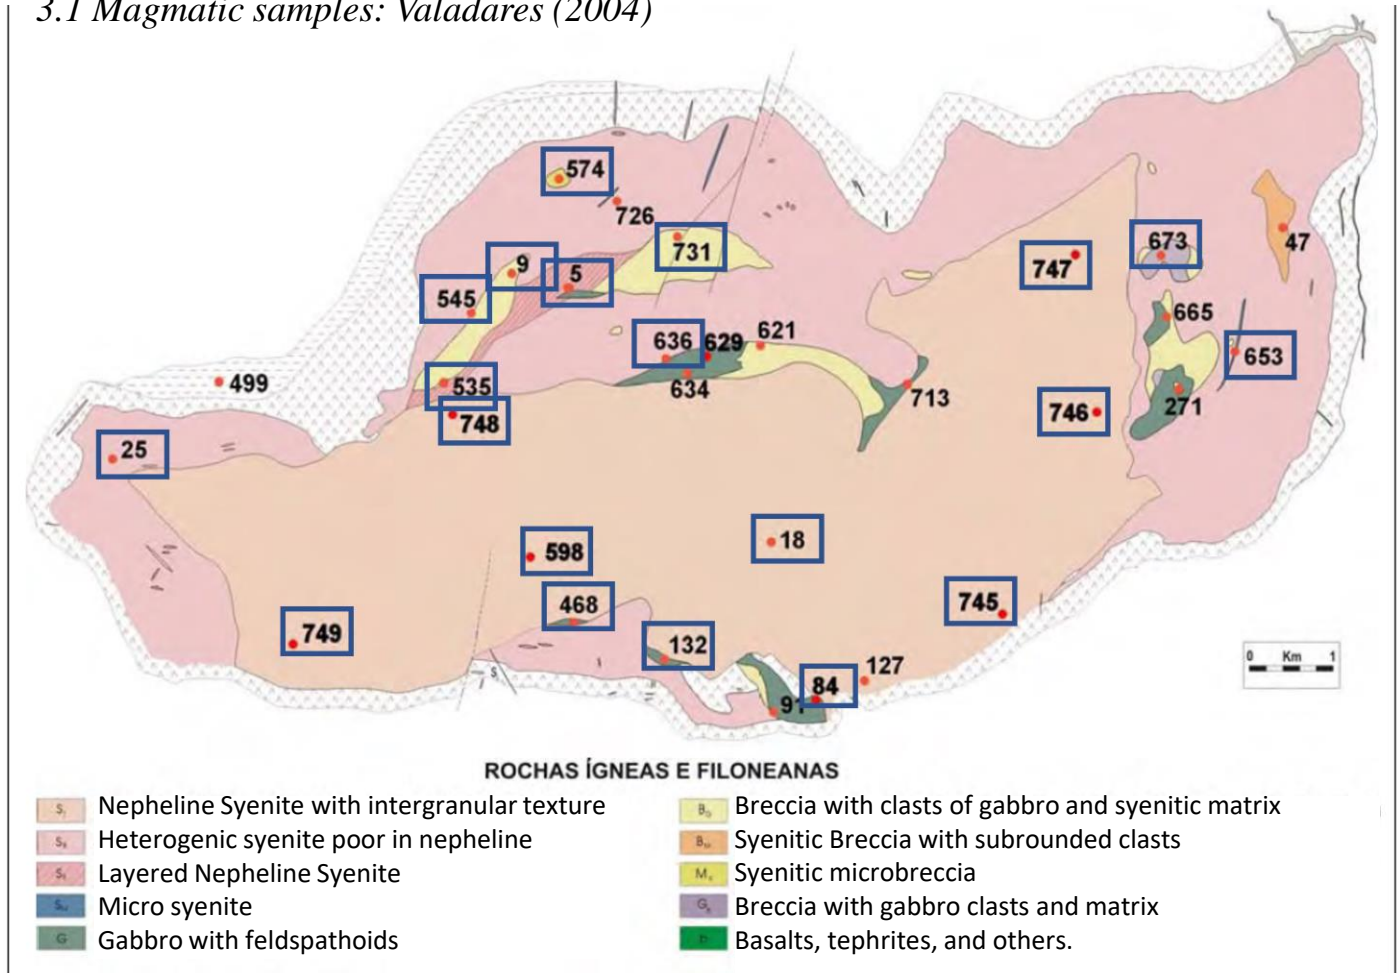 3.1 Magmatic samples: Valadares (2004)
574
726
731
9
5
545
747
673
47
665
636
629
621
653
535
634
713
499
748
746
271
25
598
18
468
745
749
132
127
84
91
0 Km 1
ROCHAS ÍGNEAS E FILONEANAS
Nepheline Syenite with intergranular texture
Heterogenic syenite poor in nepheline
Layered Nepheline Syenite
Micro syenite
G Gabbro with feldspathoids
Breccia with clasts of gabbro and syenitic matrix
Syenitic Breccia with subrounded clasts
Syenitic microbreccia
Breccia with gabbro clasts and matrix
Basalts, tephrites, and others.